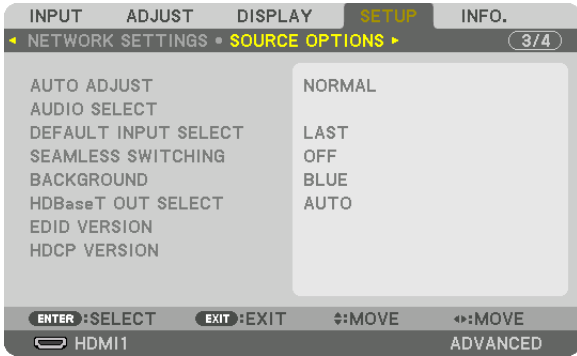 INPUT ADJUST DISPLAY SETUP INFO.
NETWORK SETTINGS • SOURCE OPTIONS 3/4
AUTO ADJUST NORMAL
AUDIO SELECT
DEFAULT INPUT SELECT LAST
SEAMLESS SWITCHING OFF
BACKGROUND BLUE
HDBaseT OUT SELECT AUTO
EDID VERSION
HDCP VERSION
ENTER :SELECT EXIT :EXIT :MOVE :MOVE
HDMI1 ADVANCED